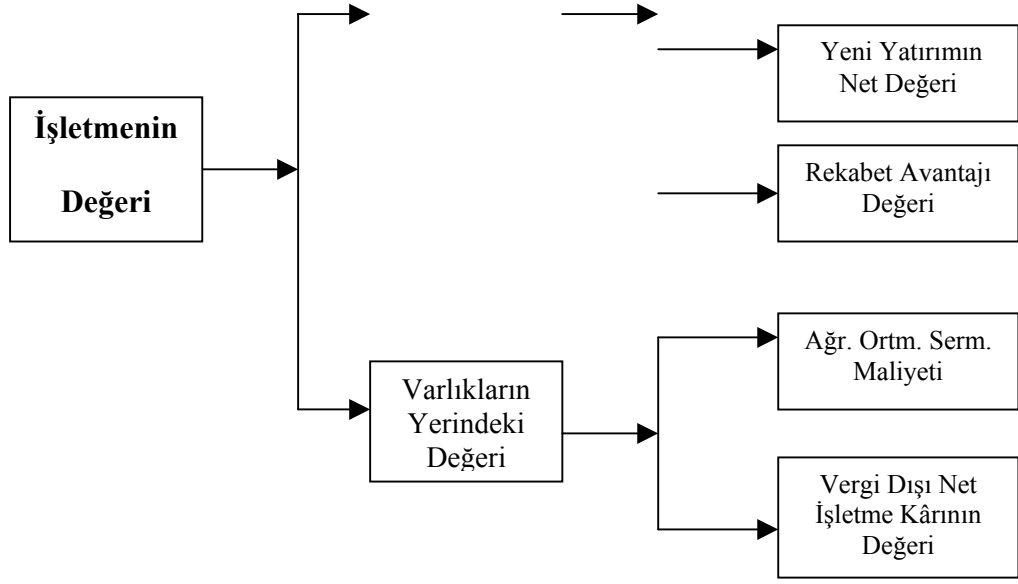 İşletmenin
Değeri
Yeni Yatırımın
Net Değeri
Rekabet Avantajı
Değeri
Varlıkların
Yerindeki
Değeri
Ağr. Ortm. Serm.
Maliyeti
Vergi Dışı Net
İşletme Kârının
Değeri